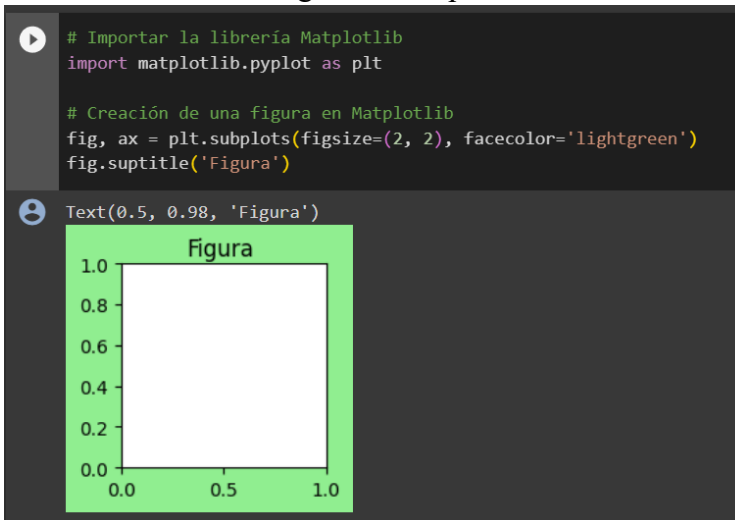 # Importar la librería Matplotlib
import matplotlib.pyplot as plt
# Creación de una figura en Matplotlib
fig, ax = plt.subplots(figsize=(2, 2), facecolor='lightgreen')
fig.suptitle('Figura')
Text(0.5, 0.98, 'Figura')
Figura
1.0
0.8
0.6
0.4
0.2
0.0
0.0 0.5 1.0